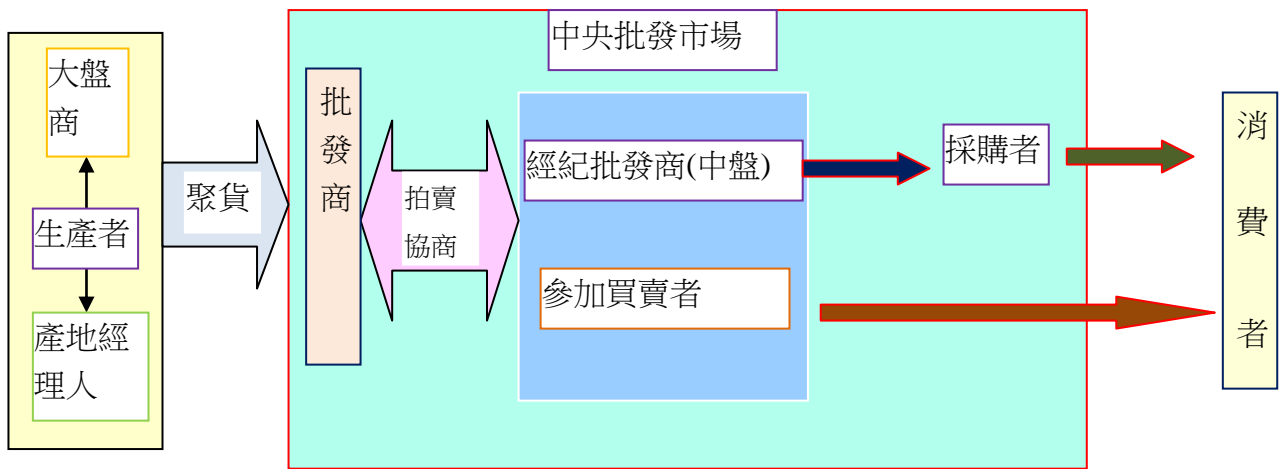 中央批發市場
大盤
商
生產者
產地經
理人
聚貨
批
發
商
拍賣
協商
經紀批發商(中盤)
參加買賣者
採購者
消
費
者